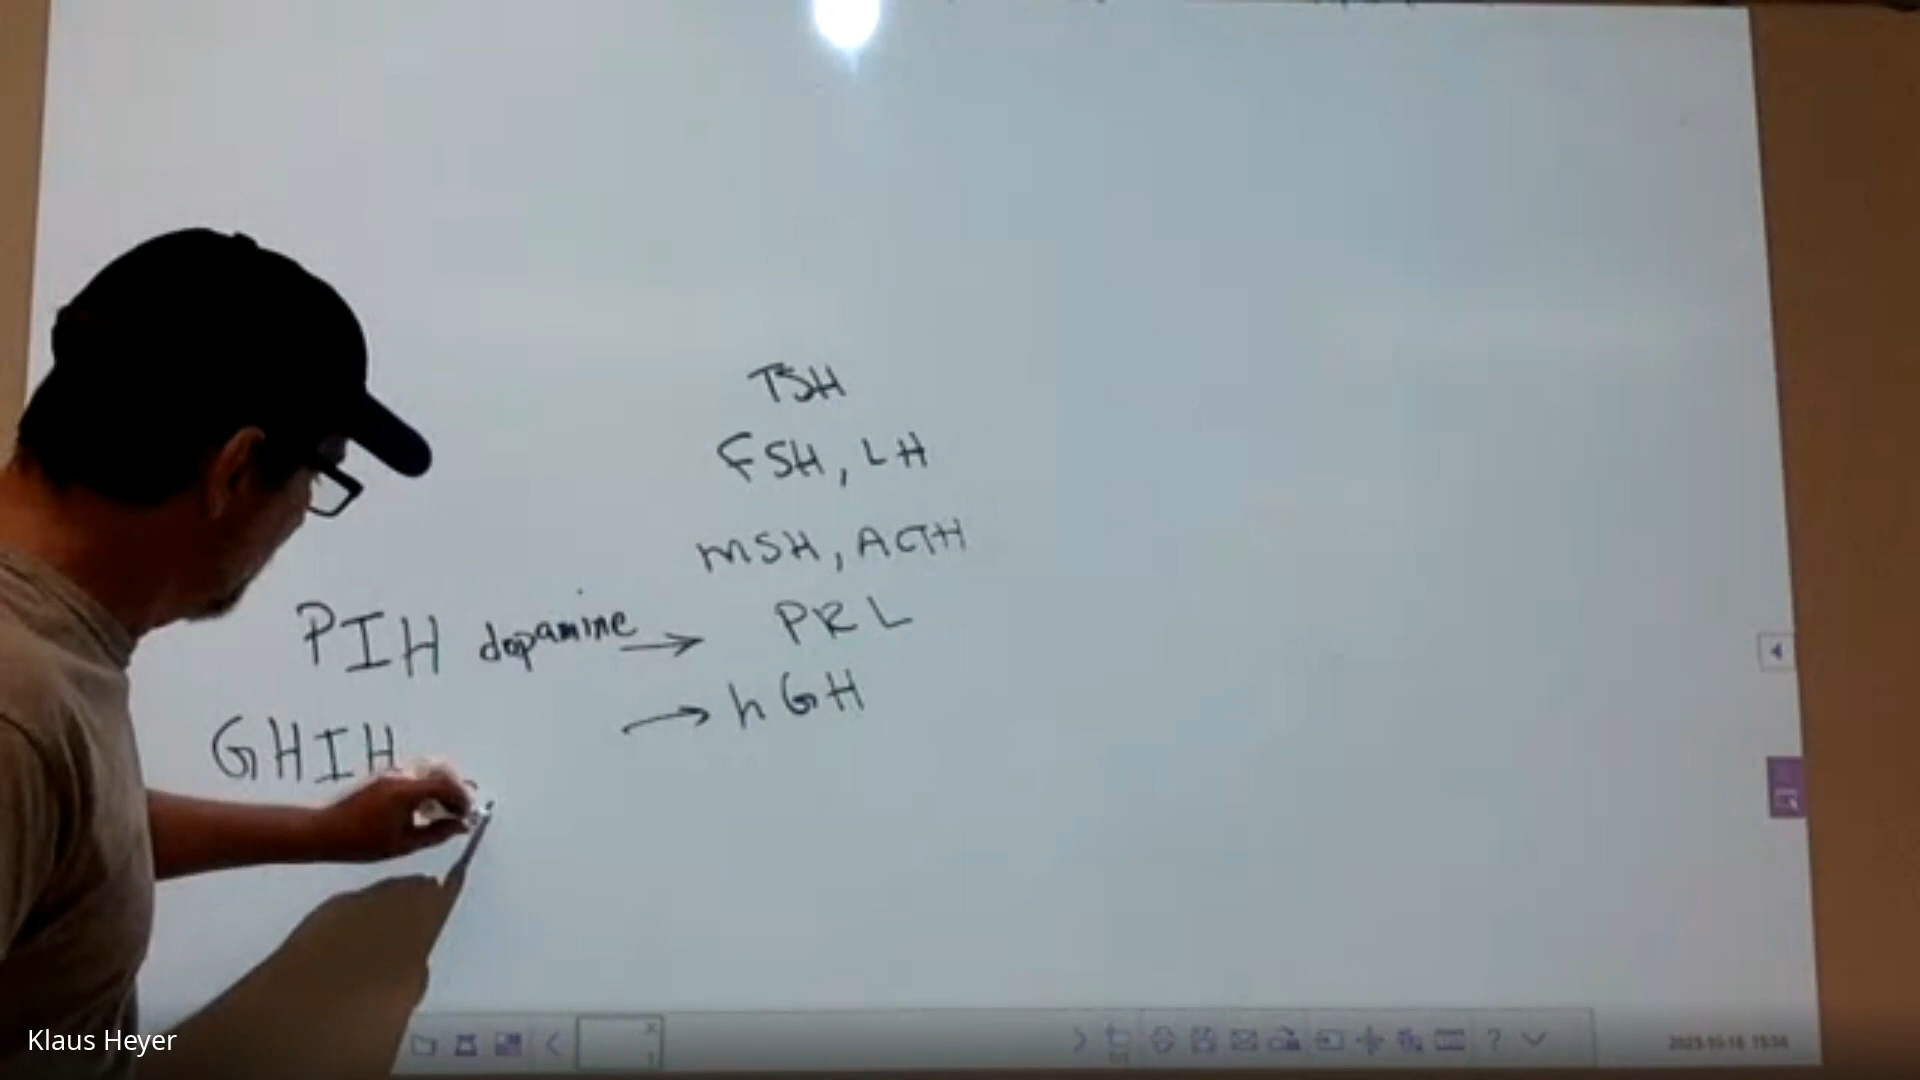 TSH
FSH, LH
MSH, ACTH
PIH dopamine → PRL
GHIH → hGH
Klaus Heyer